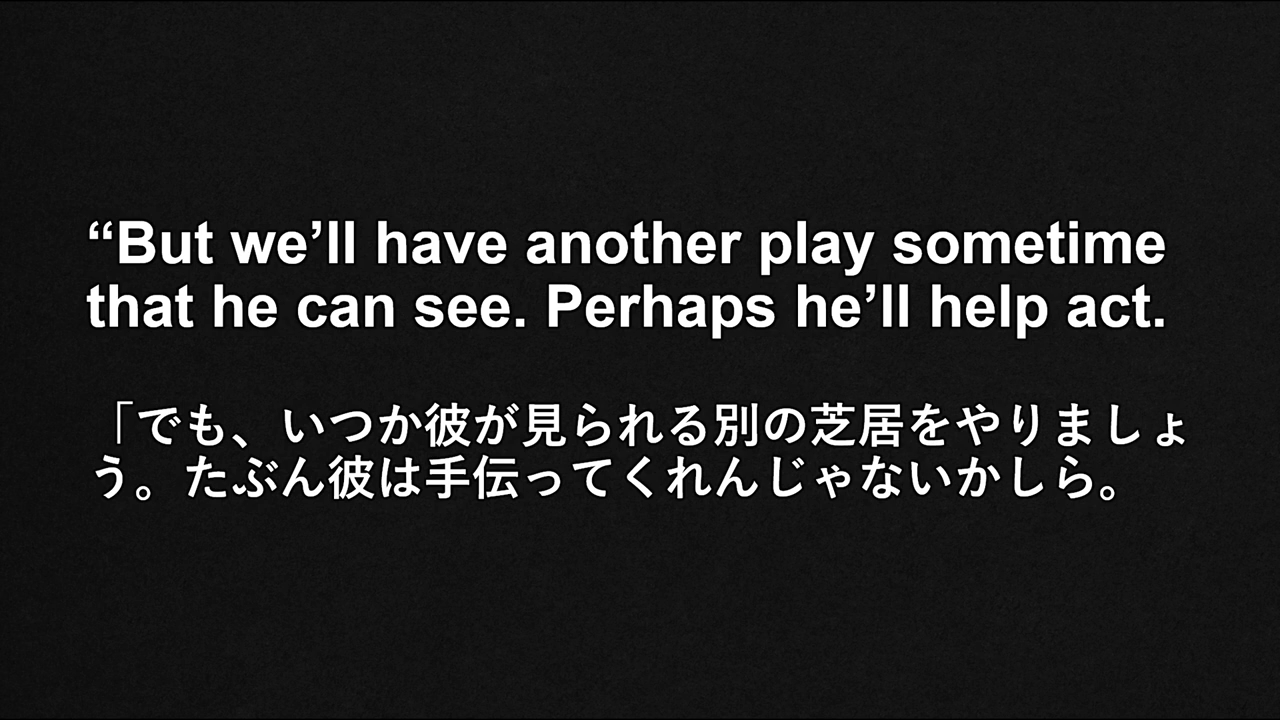 “But we’ll have another play sometime
that he can see. Perhaps he’ll help act.
「でも、いつか彼が見られる別の芝居をやりましょ
う。たぶん彼は手伝ってくれんじゃないかしら。